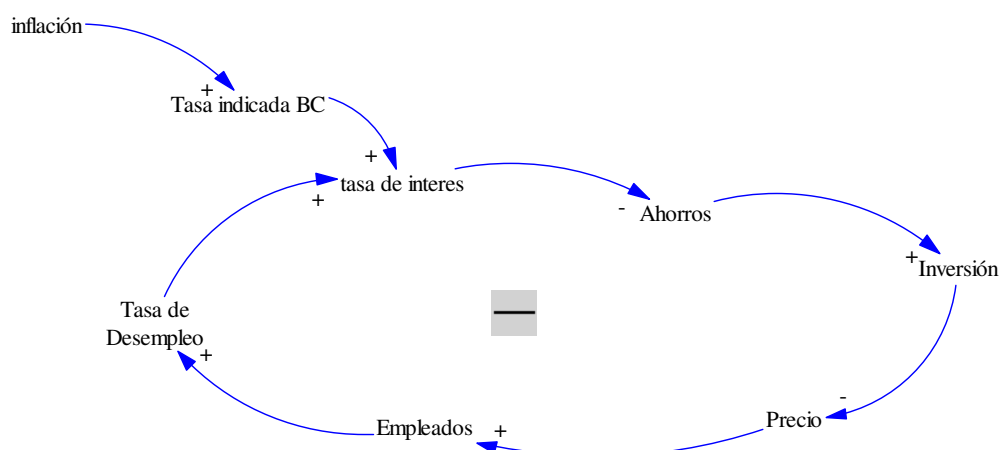 inflación
+
Tasa indicada BC
+
tasa de interes
+
-
Ahorros
+
Inversión
Tasa de
Desempleo
+
-
Precio
Empleados
+